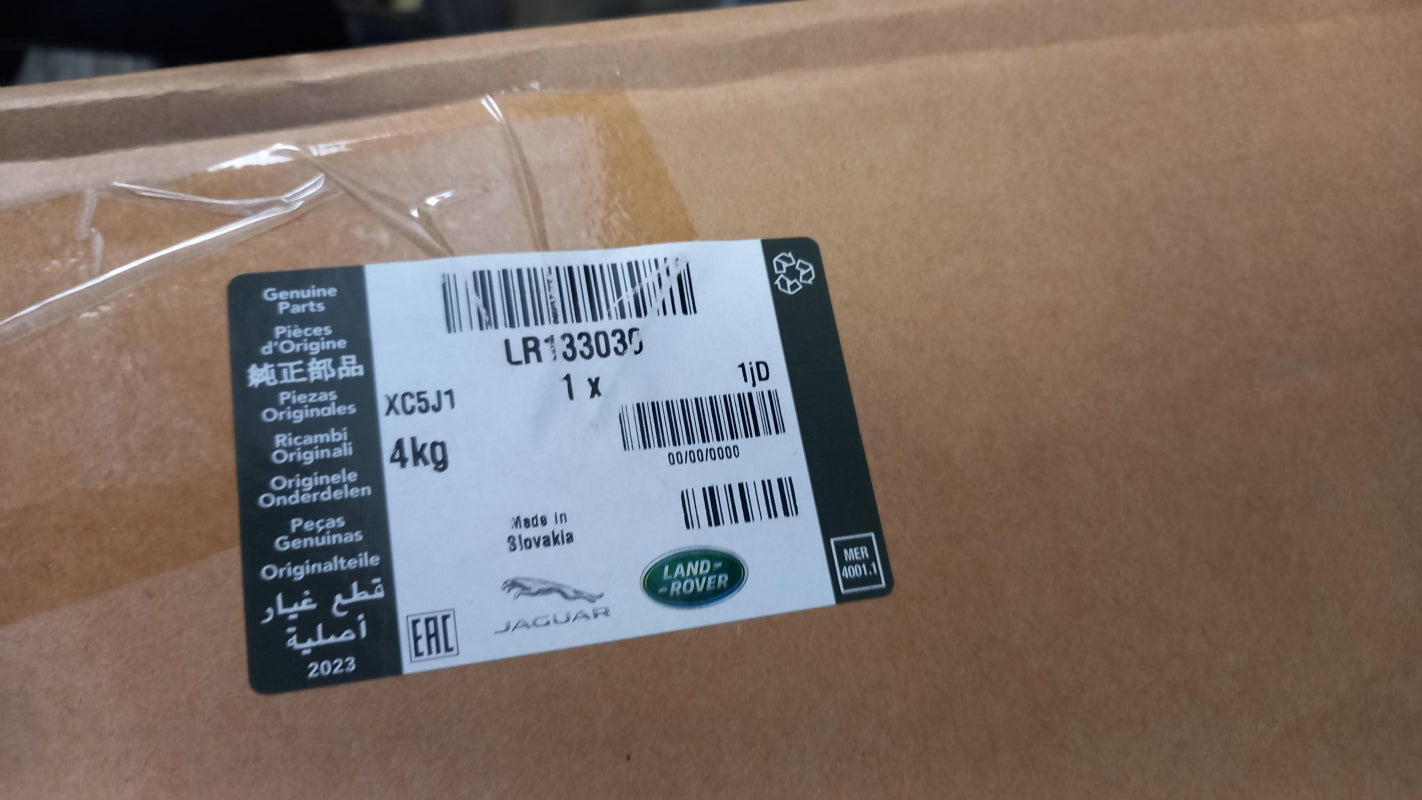 Genuine
Parts
Pièces
d'Origine
純正部品
Piezas
Originales
Ricambi
Originali
Originele
Onderdelen
Peças
Genuinas
Originalteile
قطع غيار
أصلية
2023
1 x
1jD
XC5J1
4kg
00/00/0000
Made in
Slovakia
JAGUAR
LAND-
-ROVER
EAC
MER
4001.1